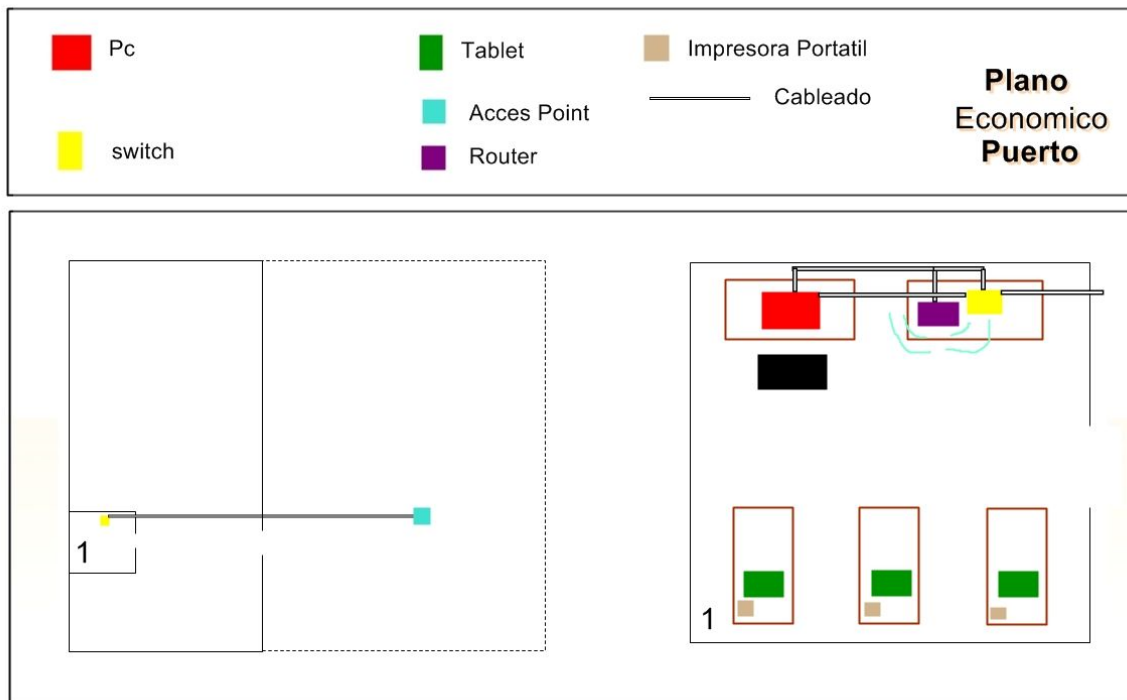 Pc
Tablet
Impresora Portatil
Plano
Economico
Puerto
Cableado
Acces Point
switch
Router
1
1